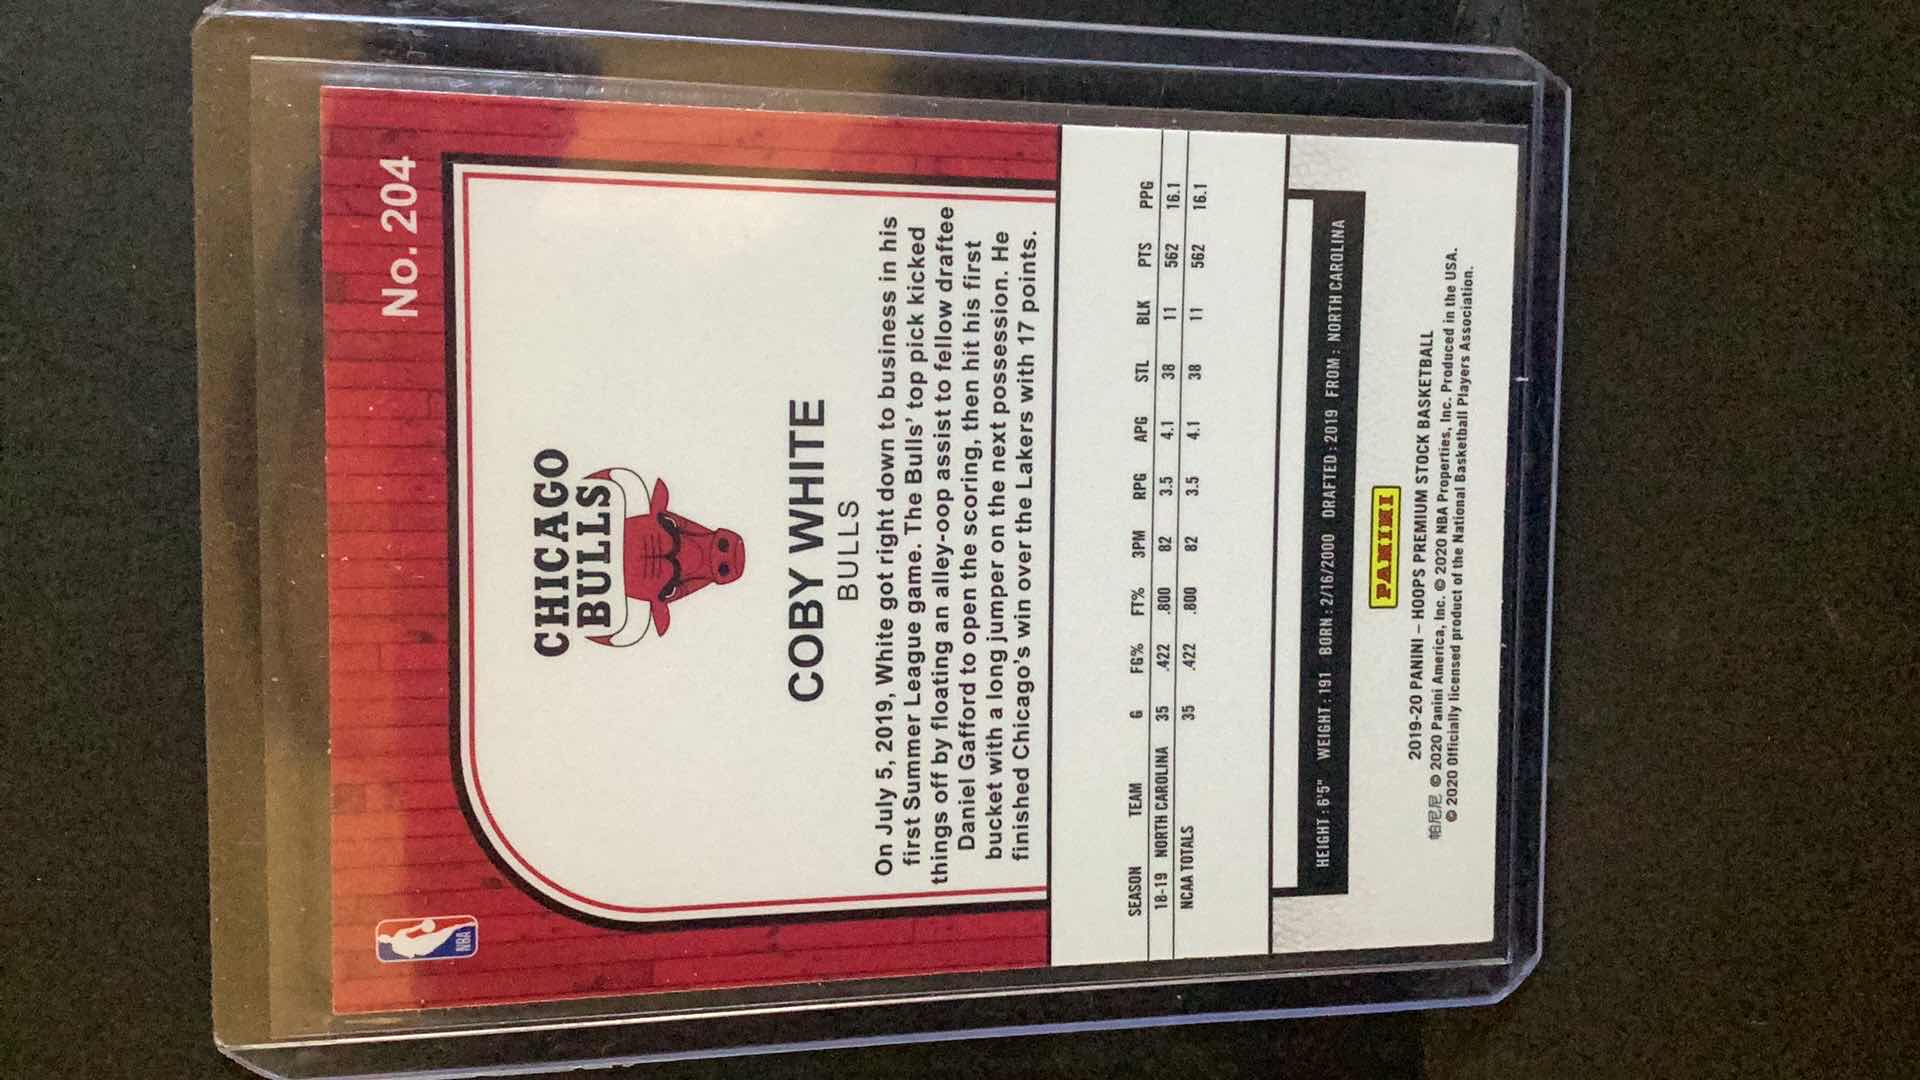 No. 204
NBA
CHICAGO
BULLS
COBY WHITE
BULLS
On July 5, 2019, White got right down to business in his
first Summer League game. The Bulls' top pick kicked
things off by floating an alley-oop assist to fellow draftee
Daniel Gafford to open the scoring, then hit his first
bucket with a long jumper on the next possession. He
finished Chicago's win over the Lakers with 17 points.
SEASON TEAM G FG% FT% 3PM RPG APG STL BLK PTS PPG
18-19 NORTH CAROLINA 35 .422 .800 82 3.5 4.1 38 11 562 16.1
NCAA TOTALS 35 .422 .800 82 3.5 4.1 38 11 562 16.1
HEIGHT: 6'5" WEIGHT: 191 BORN: 2/16/2000 DRAFTED: 2019 FROM: NORTH CAROLINA
PANINI
2019-20 PANINI – HOOPS PREMIUM STOCK BASKETBALL
帕尼尼 © 2020 Panini America, Inc. © 2020 NBA Properties, Inc. Produced in the USA.
© 2020 Officially licensed product of the National Basketball Players Association.